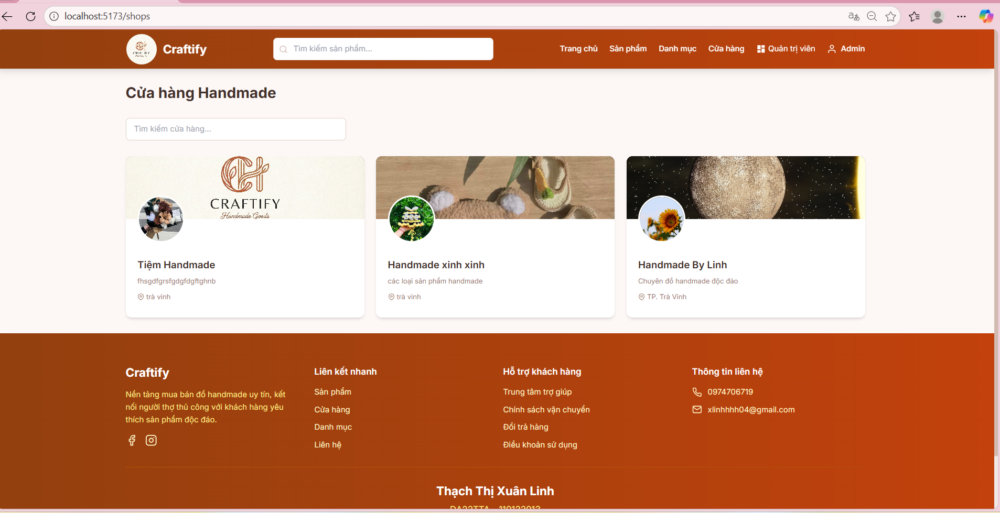 localhost:5173/shops
Craftify
Tìm kiếm sản phẩm...
Trang chủ
Sản phẩm
Danh mục
Cửa hàng
Quản trị viên
Admin
Cửa hàng Handmade
Tìm kiếm cửa hàng...
CRAFTIFY
Handmade Goods
Tiệm Handmade
fhsgdfgrsfgdgfdgftghnb
trà vinh
Handmade xinh xinh
các loại sản phẩm handmade
trà vinh
Handmade By Linh
Chuyên đồ handmade độc đáo
TP. Trà Vinh
Craftify
Nền tảng mua bán đồ handmade uy tín, kết
nối người thợ thủ công với khách hàng yêu
thích sản phẩm độc đáo.
Liên kết nhanh
Sản phẩm
Cửa hàng
Danh mục
Liên hệ
Hỗ trợ khách hàng
Trung tâm trợ giúp
Chính sách vận chuyển
Đổi trả hàng
Điều khoản sử dụng
Thông tin liên hệ
0974706719
xlinhhhh04@gmail.com
Thạch Thị Xuân Linh